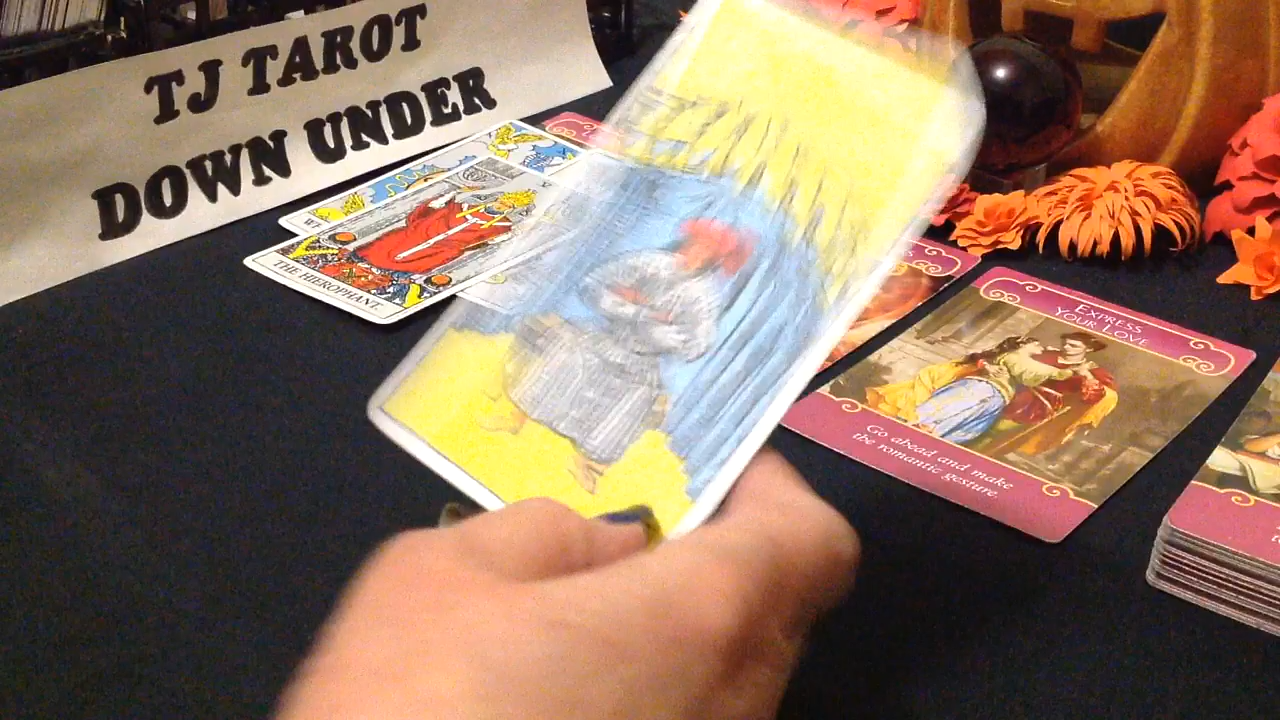 TJ TAROT
DOWN UNDER
THE HIEROPHANT.
EXPRESS
YOUR LOVE
Go ahead and make
the romantic gesture.